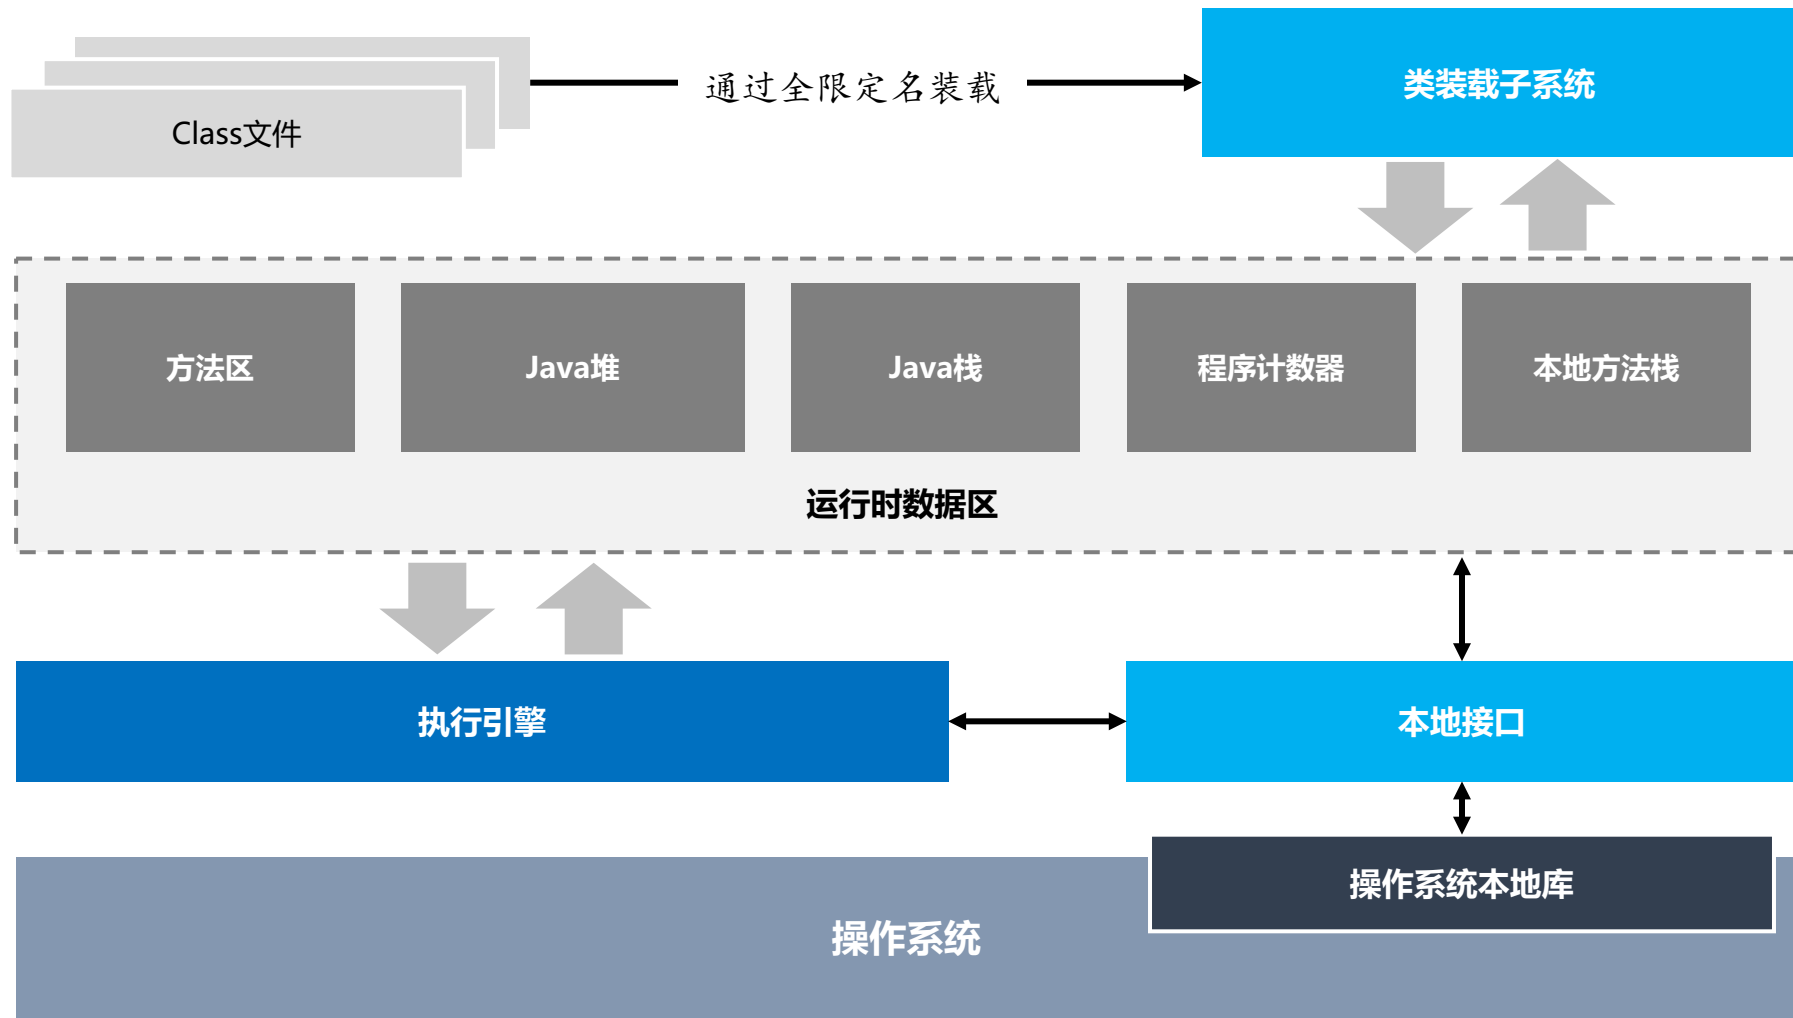 通过全限定名装载
类装载子系统
Class文件
方法区
Java堆
Java栈
程序计数器
本地方法栈
运行时数据区
执行引擎
本地接口
操作系统本地库
操作系统